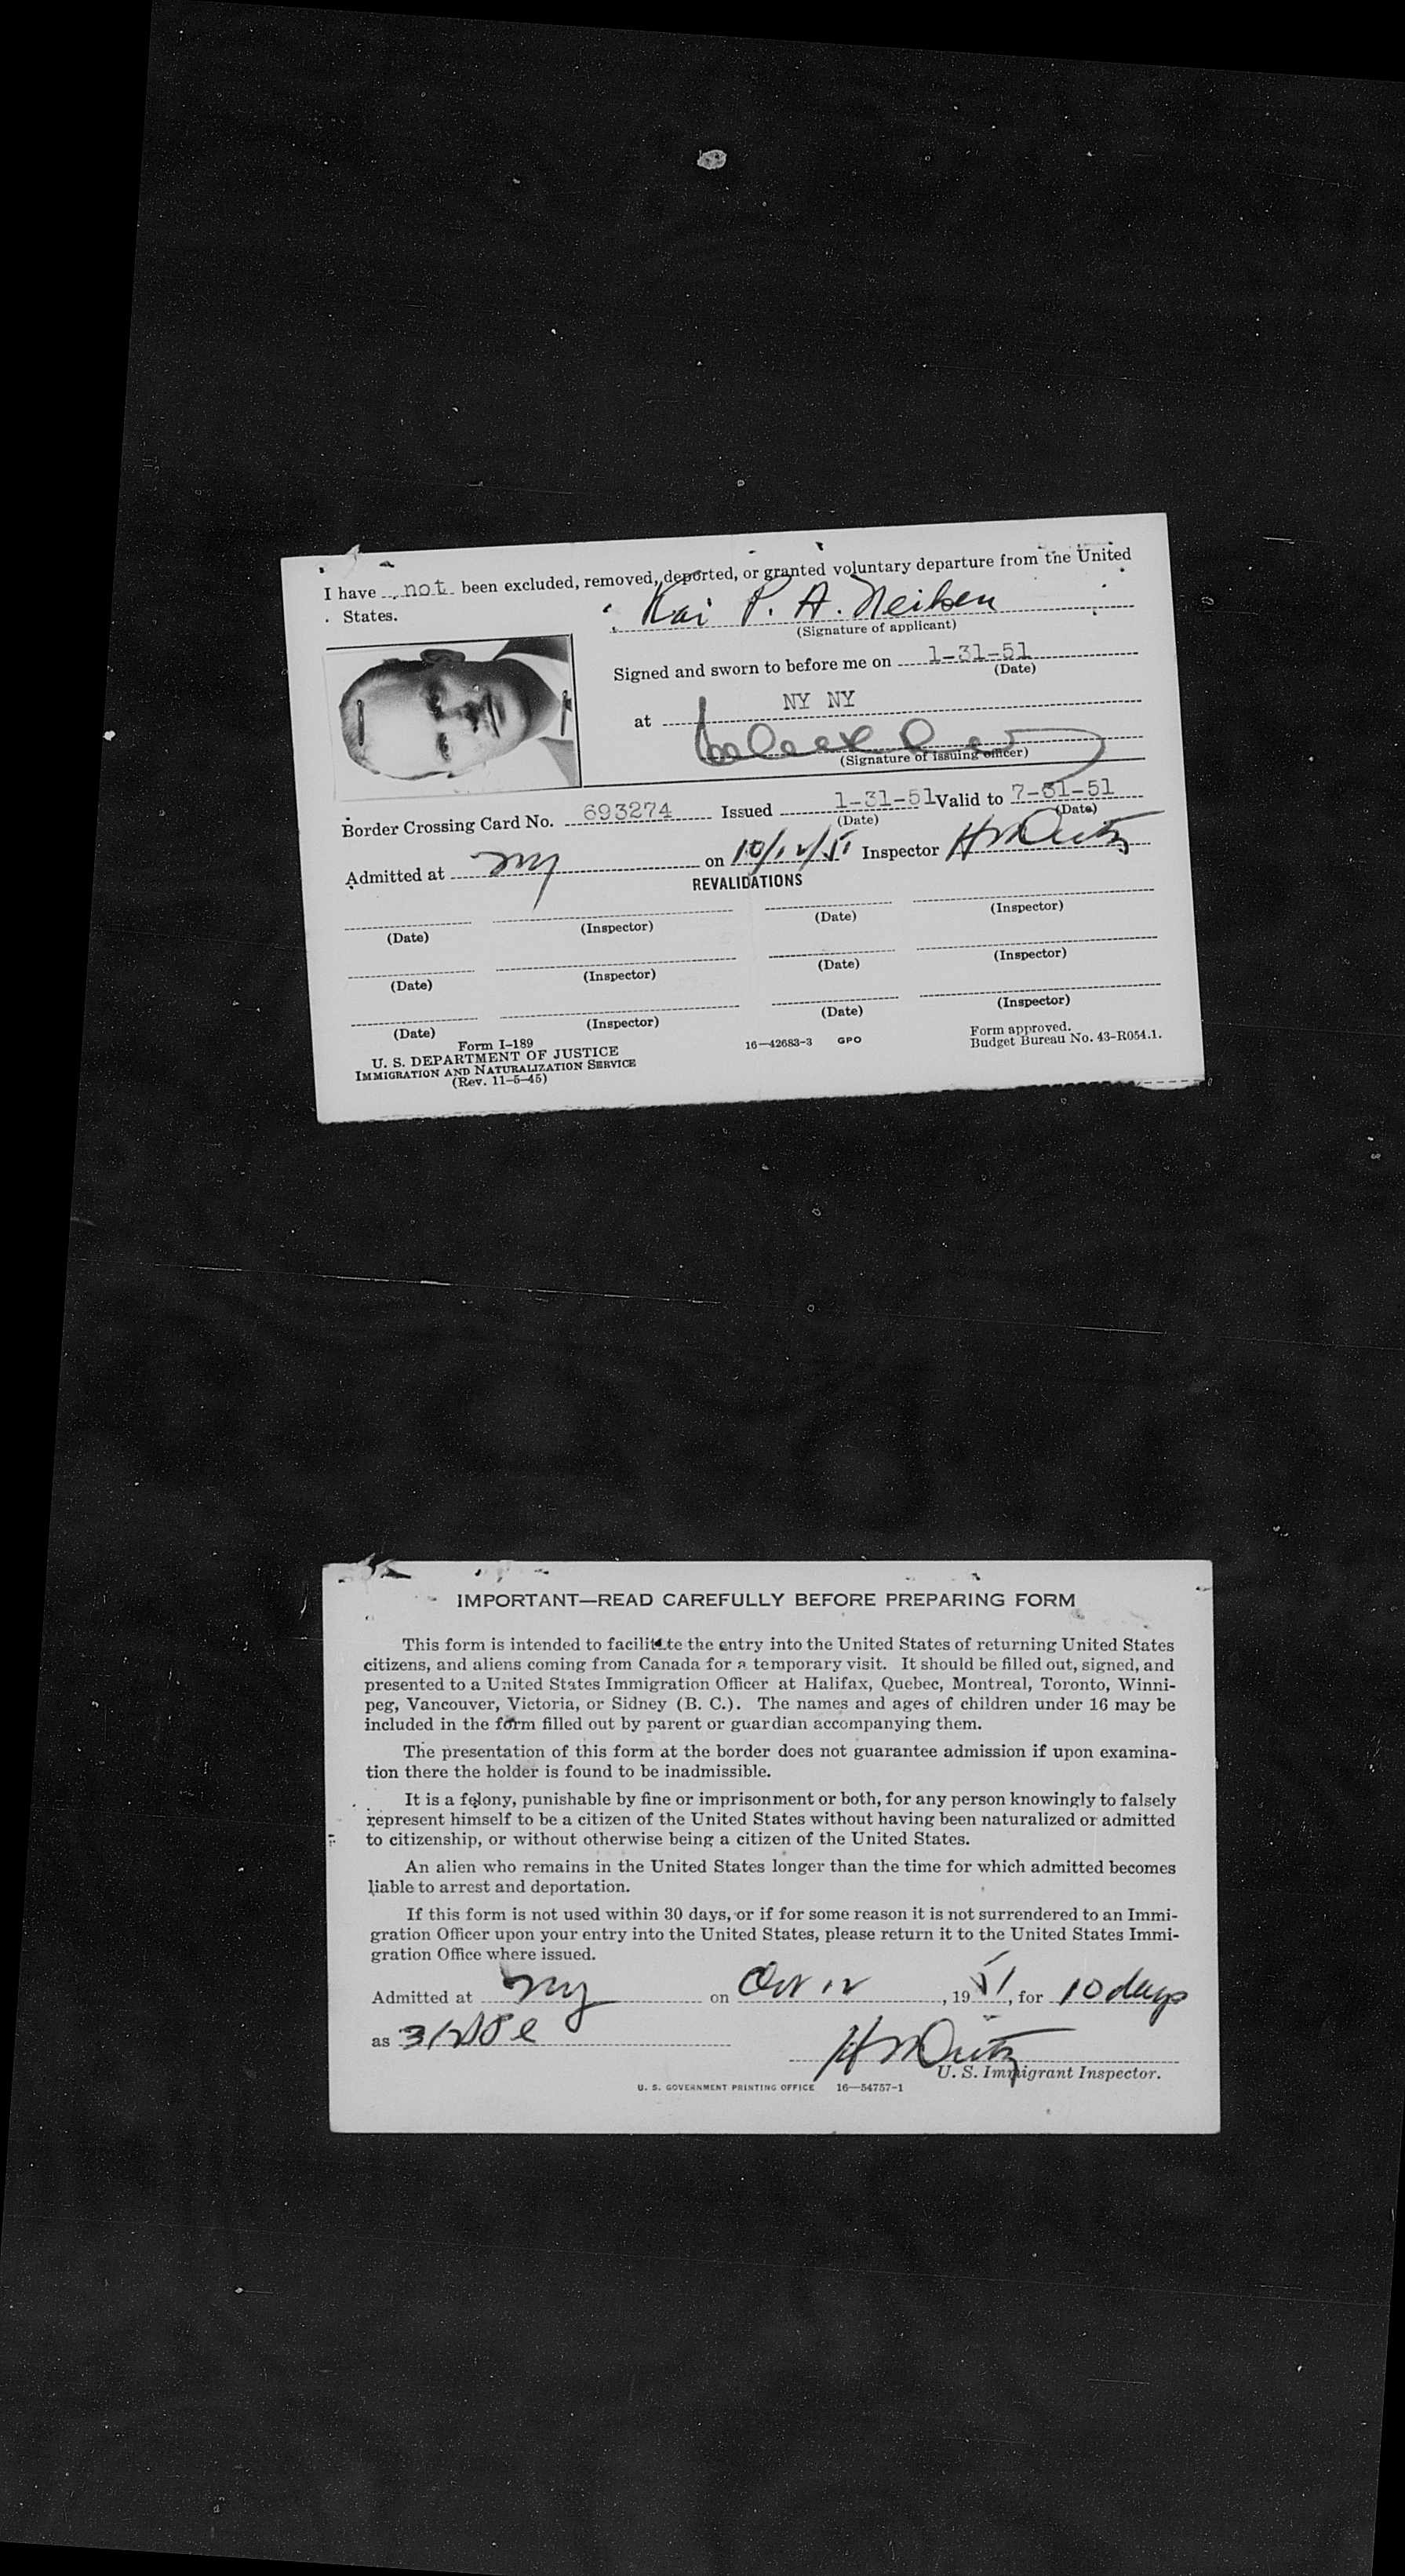 I have not been excluded, removed, deported, or granted voluntary departure from the United
States.
Kai P. A. Neilsen
(Signature of applicant)
Signed and sworn to before me on 1-31-51
(Date)
at NY NY
(Signature of issuing officer)
Border Crossing Card No. 693274 Issued 1-31-51 Valid to 7-31-51
(Date) (Date)
Admitted at NY on 10/12/51 Inspector
REVALIDATIONS
(Date) (Inspector) (Date) (Inspector)
(Date) (Inspector) (Date) (Inspector)
(Date) (Inspector) (Date) (Inspector)
Form I-189
U. S. DEPARTMENT OF JUSTICE
IMMIGRATION AND NATURALIZATION SERVICE
(Rev. 11-5-45)
16—42683-3 GPO
Form approved.
Budget Bureau No. 43-R054.1.
IMPORTANT—READ CAREFULLY BEFORE PREPARING FORM
This form is intended to facilitate the entry into the United States of returning United States
citizens, and aliens coming from Canada for a temporary visit. It should be filled out, signed, and
presented to a United States Immigration Officer at Halifax, Quebec, Montreal, Toronto, Winni-
peg, Vancouver, Victoria, or Sidney (B. C.). The names and ages of children under 16 may be
included in the form filled out by parent or guardian accompanying them.
The presentation of this form at the border does not guarantee admission if upon examina-
tion there the holder is found to be inadmissible.
It is a felony, punishable by fine or imprisonment or both, for any person knowingly to falsely
represent himself to be a citizen of the United States without having been naturalized or admitted
to citizenship, or without otherwise being a citizen of the United States.
An alien who remains in the United States longer than the time for which admitted becomes
liable to arrest and deportation.
If this form is not used within 30 days, or if for some reason it is not surrendered to an Immi-
gration Officer upon your entry into the United States, please return it to the United States Immi-
gration Office where issued.
Admitted at NY on Oct 12, 1951, for 10 days
as
U. S. Immigrant Inspector.
U. S. GOVERNMENT PRINTING OFFICE 16—54757-1